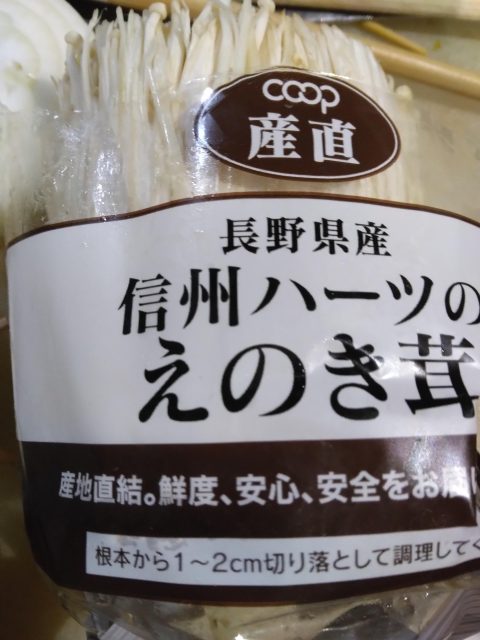 coop
産直
長野県産
信州ハーツの
えのき茸
産地直結。鮮度、安心、安全をお届
根本から1〜2cm切り落として調理してく